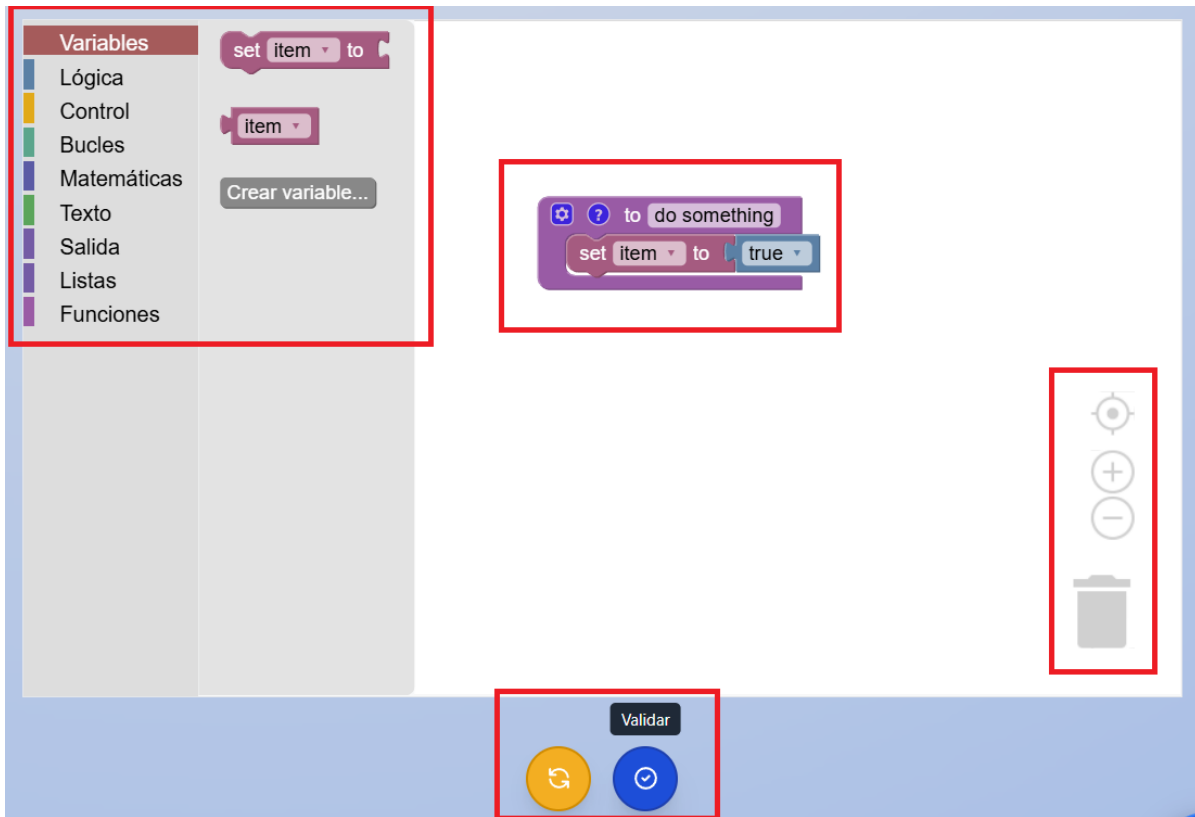 Variables
Lógica
Control
Bucles
Matemáticas
Texto
Salida
Listas
Funciones
set item to
item
Crear variable...
? to do something
set item to true
Validar